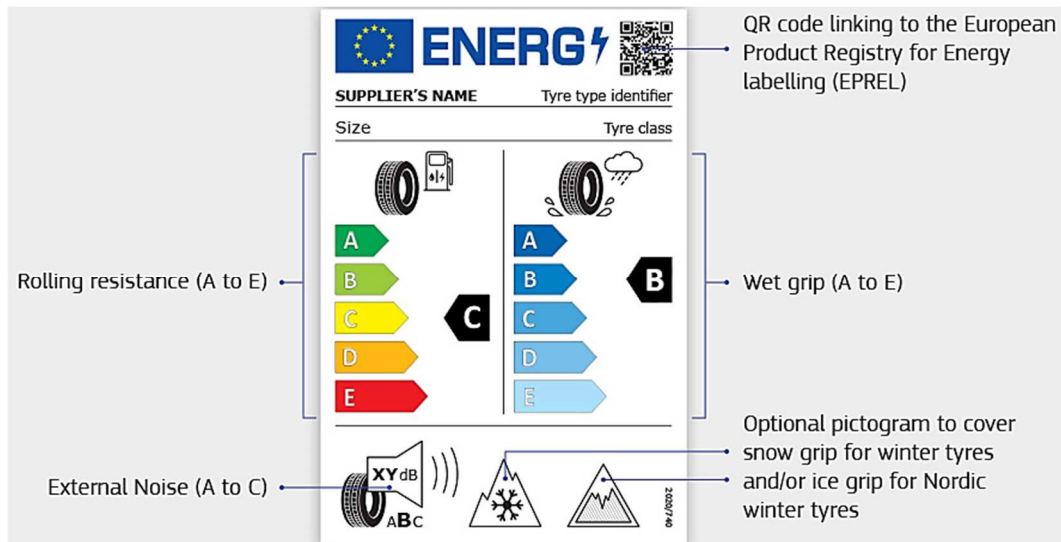 ENERG
QR code linking to the European
Product Registry for Energy
labelling (EPREL)
SUPPLIER'S NAME
Tyre type identifier
Size
Tyre class
Rolling resistance (A to E)
A
B
C
D
E
C
A
B
C
D
E
B
Wet grip (A to E)
External Noise (A to C)
XY dB
ABC
2020/740
Optional pictogram to cover
snow grip for winter tyres
and/or ice grip for Nordic
winter tyres